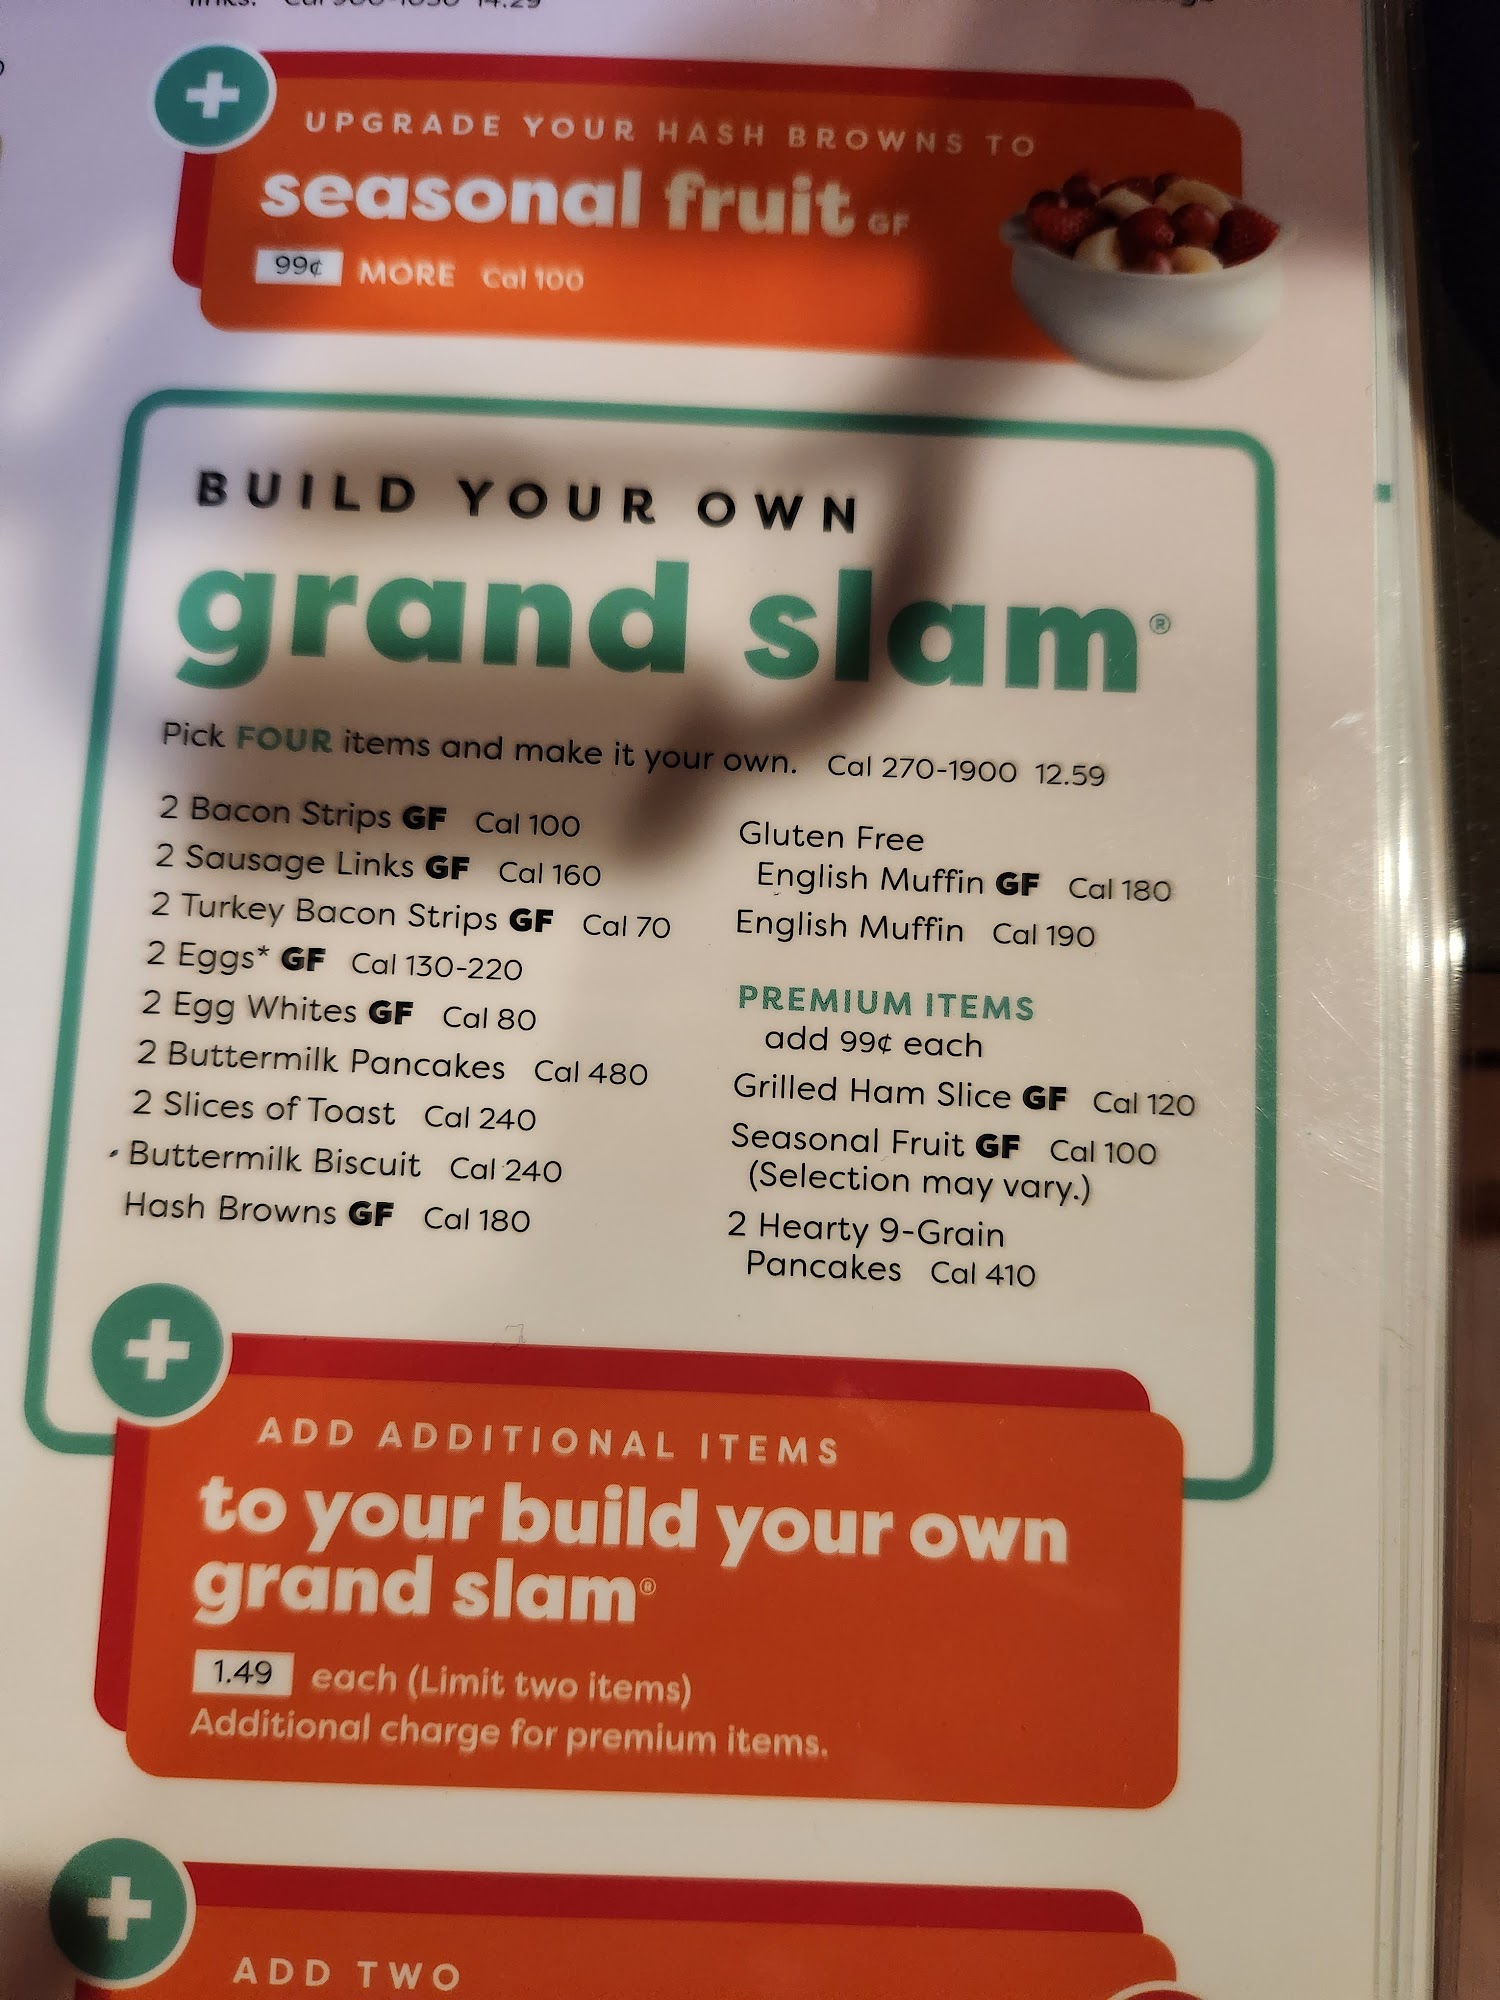 UPGRADE YOUR HASH BROWNS TO
seasonal fruit GF
99¢ MORE Cal 100
BUILD YOUR OWN
grand slam®
Pick FOUR items and make it your own. Cal 270-1900 12.59
2 Bacon Strips GF Cal 100
2 Sausage Links GF Cal 160
2 Turkey Bacon Strips GF Cal 70
2 Eggs* GF Cal 130-220
2 Egg Whites GF Cal 80
2 Buttermilk Pancakes Cal 480
2 Slices of Toast Cal 240
Buttermilk Biscuit Cal 240
Hash Browns GF Cal 180
Gluten Free
English Muffin GF Cal 180
English Muffin Cal 190
PREMIUM ITEMS
add 99¢ each
Grilled Ham Slice GF Cal 120
Seasonal Fruit GF Cal 100
(Selection may vary.)
2 Hearty 9-Grain
Pancakes Cal 410
ADD ADDITIONAL ITEMS
to your build your own
grand slam®
1.49 each (Limit two items)
Additional charge for premium items.
ADD TWO